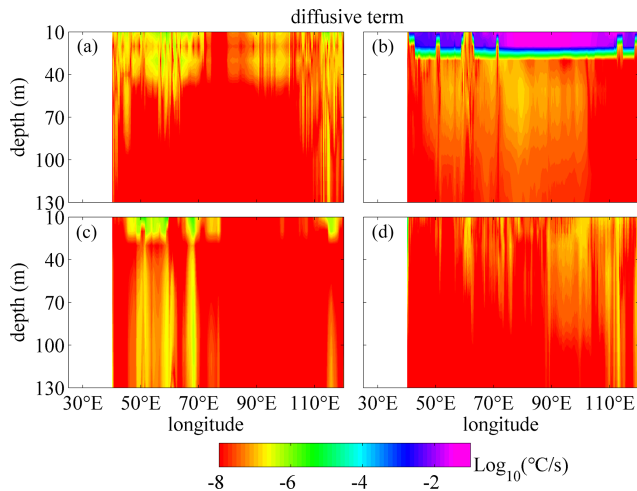 diffusive term
10
40
70
100
130
depth (m)
(a)
(b)
10
40
70
100
130
depth (m)
(c)
(d)
30°E 50°E 70°E 90°E 110°E
longitude
30°E 50°E 70°E 90°E 110°E
longitude
-8 -6 -4 -2
Log10(°C/s)